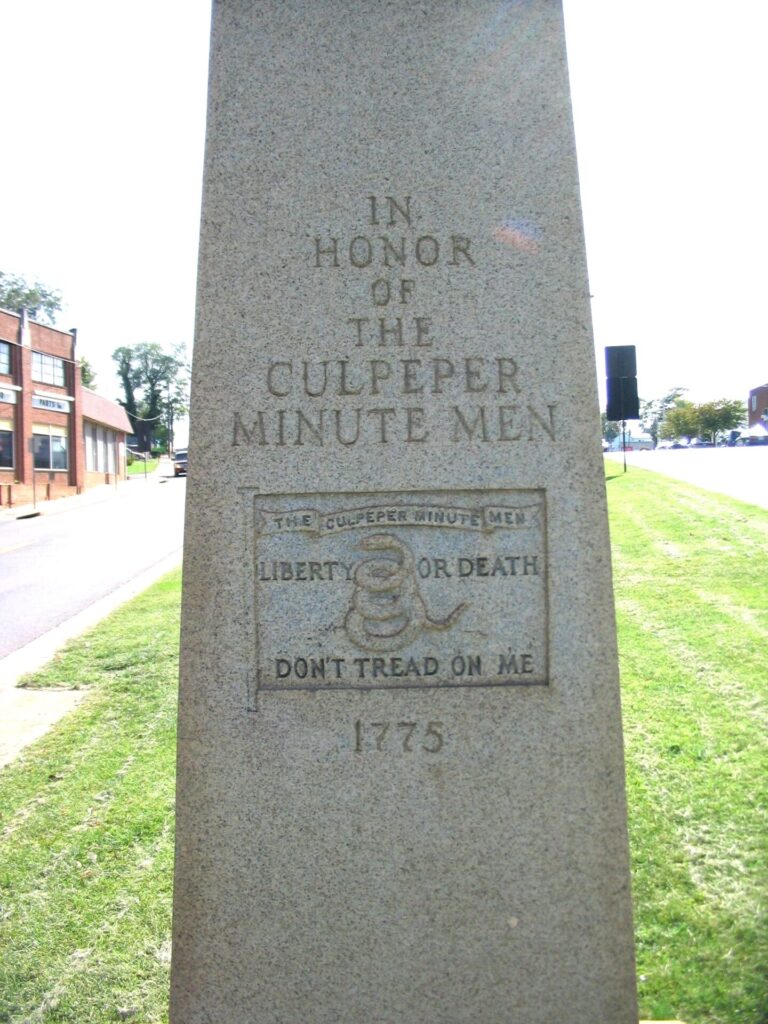 IN
HONOR
OF
THE
CULPEPER
MINUTE MEN
THE CULPEPER MINUTE MEN
LIBERTY OR DEATH
DON'T TREAD ON ME
1775
PARTS